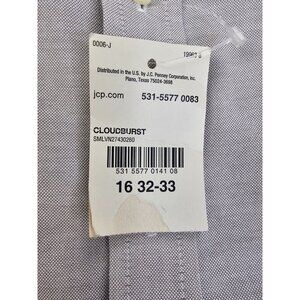 0006-J
Distributed in the U.S. by J.C. Penney Corporation, Inc.
Plano, Texas 75024-3698
jcp.com 531-5577 0083
CLOUDBURST
SMLVN27430260
531 5577 0141 08
16 32-33